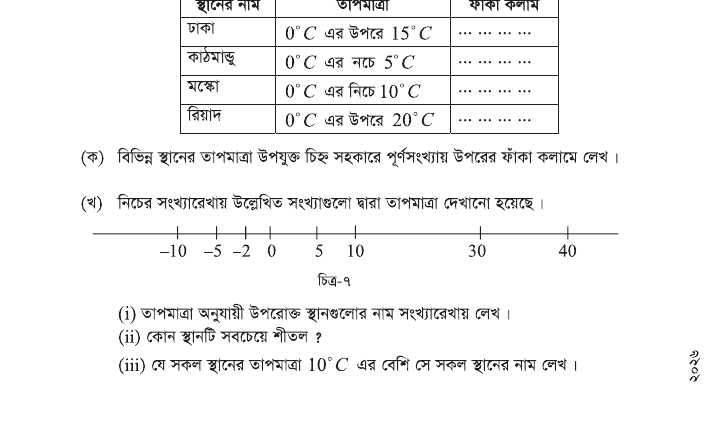 স্থানের নাম তাপমাত্রা ফাঁকা কলাম
ঢাকা 0°C এর উপরে 15°C ... ... ... ...
কাঠমান্ডু 0°C এর নচে 5°C ... ... ... ...
মস্কো 0°C এর নিচে 10°C ... ... ... ...
রিয়াদ 0°C এর উপরে 20°C ... ... ... ...
(ক) বিভিন্ন স্থানের তাপমাত্রা উপযুক্ত চিহ্ন সহকারে পূর্ণসংখ্যায় উপরের ফাঁকা কলামে লেখ।
(খ) নিচের সংখ্যারেখায় উল্লেখিত সংখ্যাগুলো দ্বারা তাপমাত্রা দেখানো হয়েছে।
–10 –5 –2 0 5 10 30 40
চিত্র-৭
(i) তাপমাত্রা অনুযায়ী উপরোক্ত স্থানগুলোর নাম সংখ্যারেখায় লেখ।
(ii) কোন স্থানটি সবচেয়ে শীতল ?
(iii) যে সকল স্থানের তাপমাত্রা 10°C এর বেশি সে সকল স্থানের নাম লেখ।
২০২৬